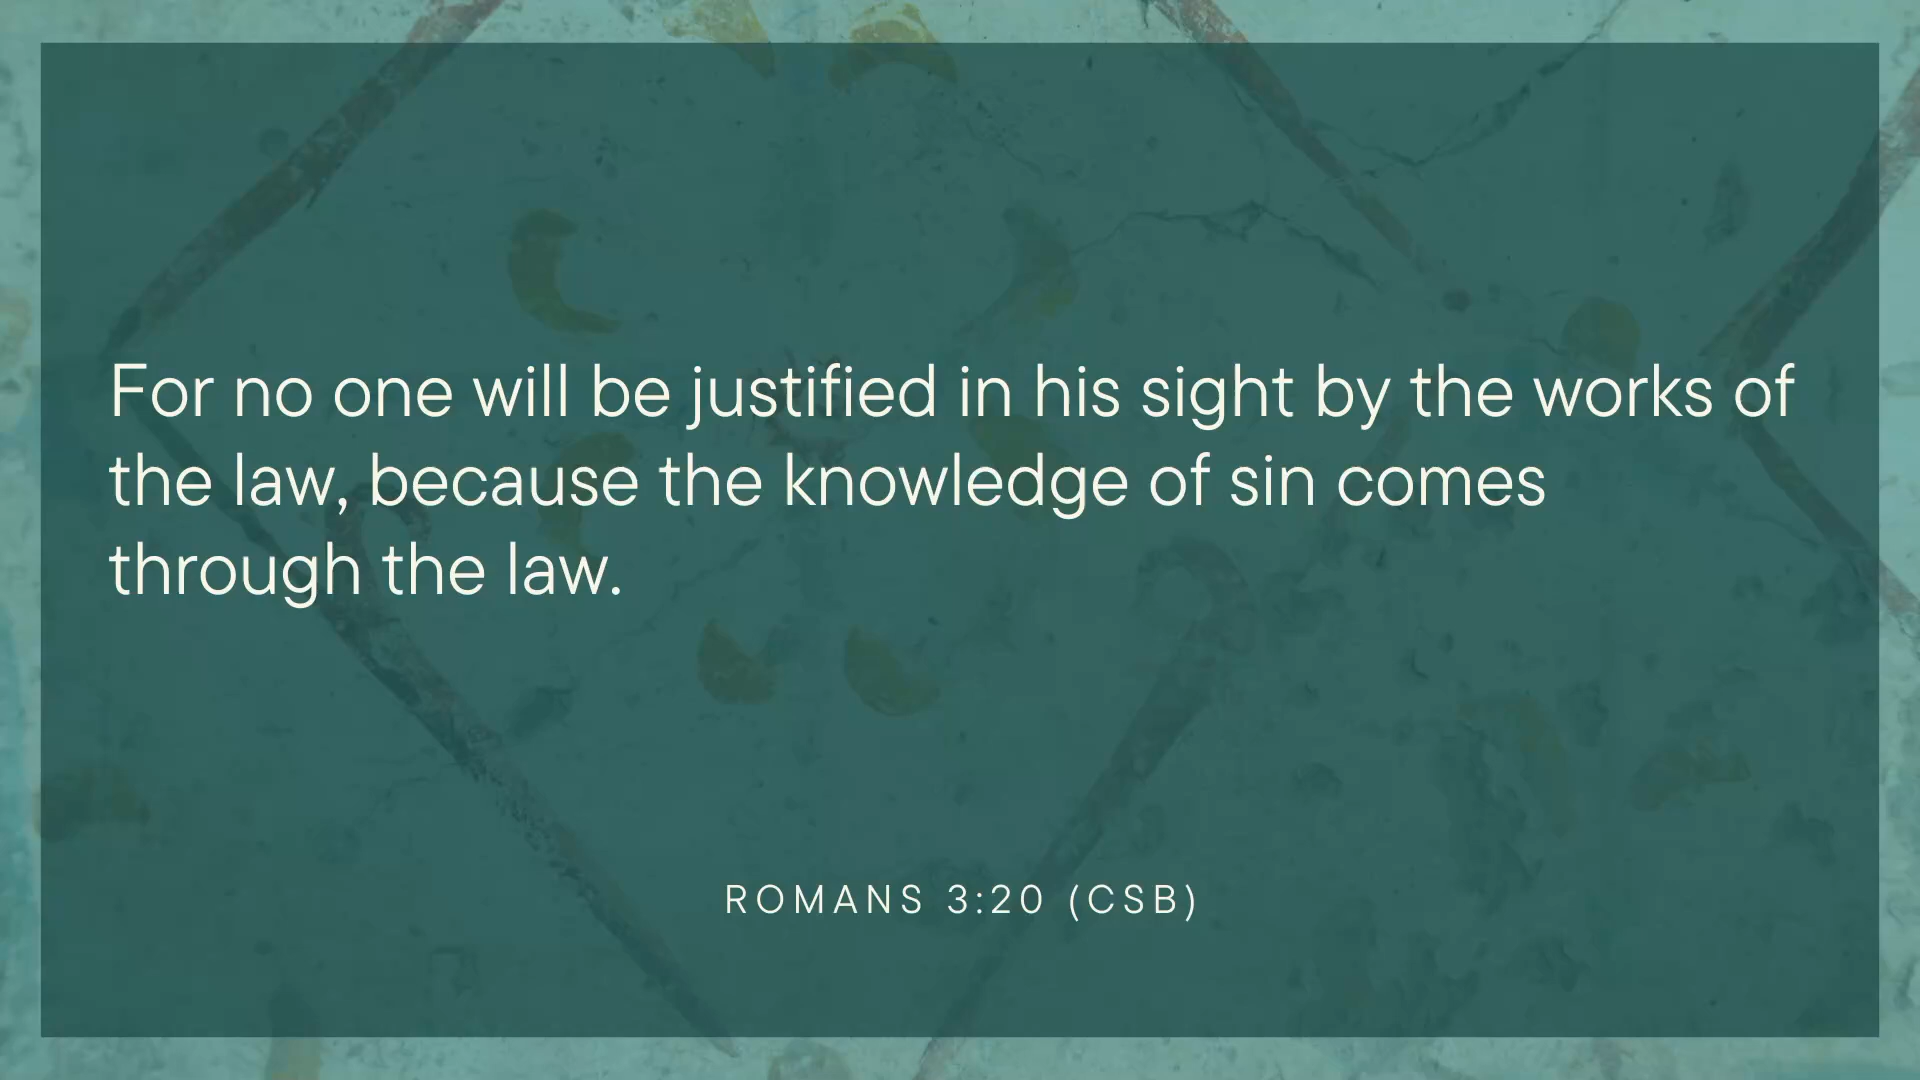 For no one will be justified in his sight by the works of
the law, because the knowledge of sin comes
through the law.
ROMANS 3:20 (CSB)